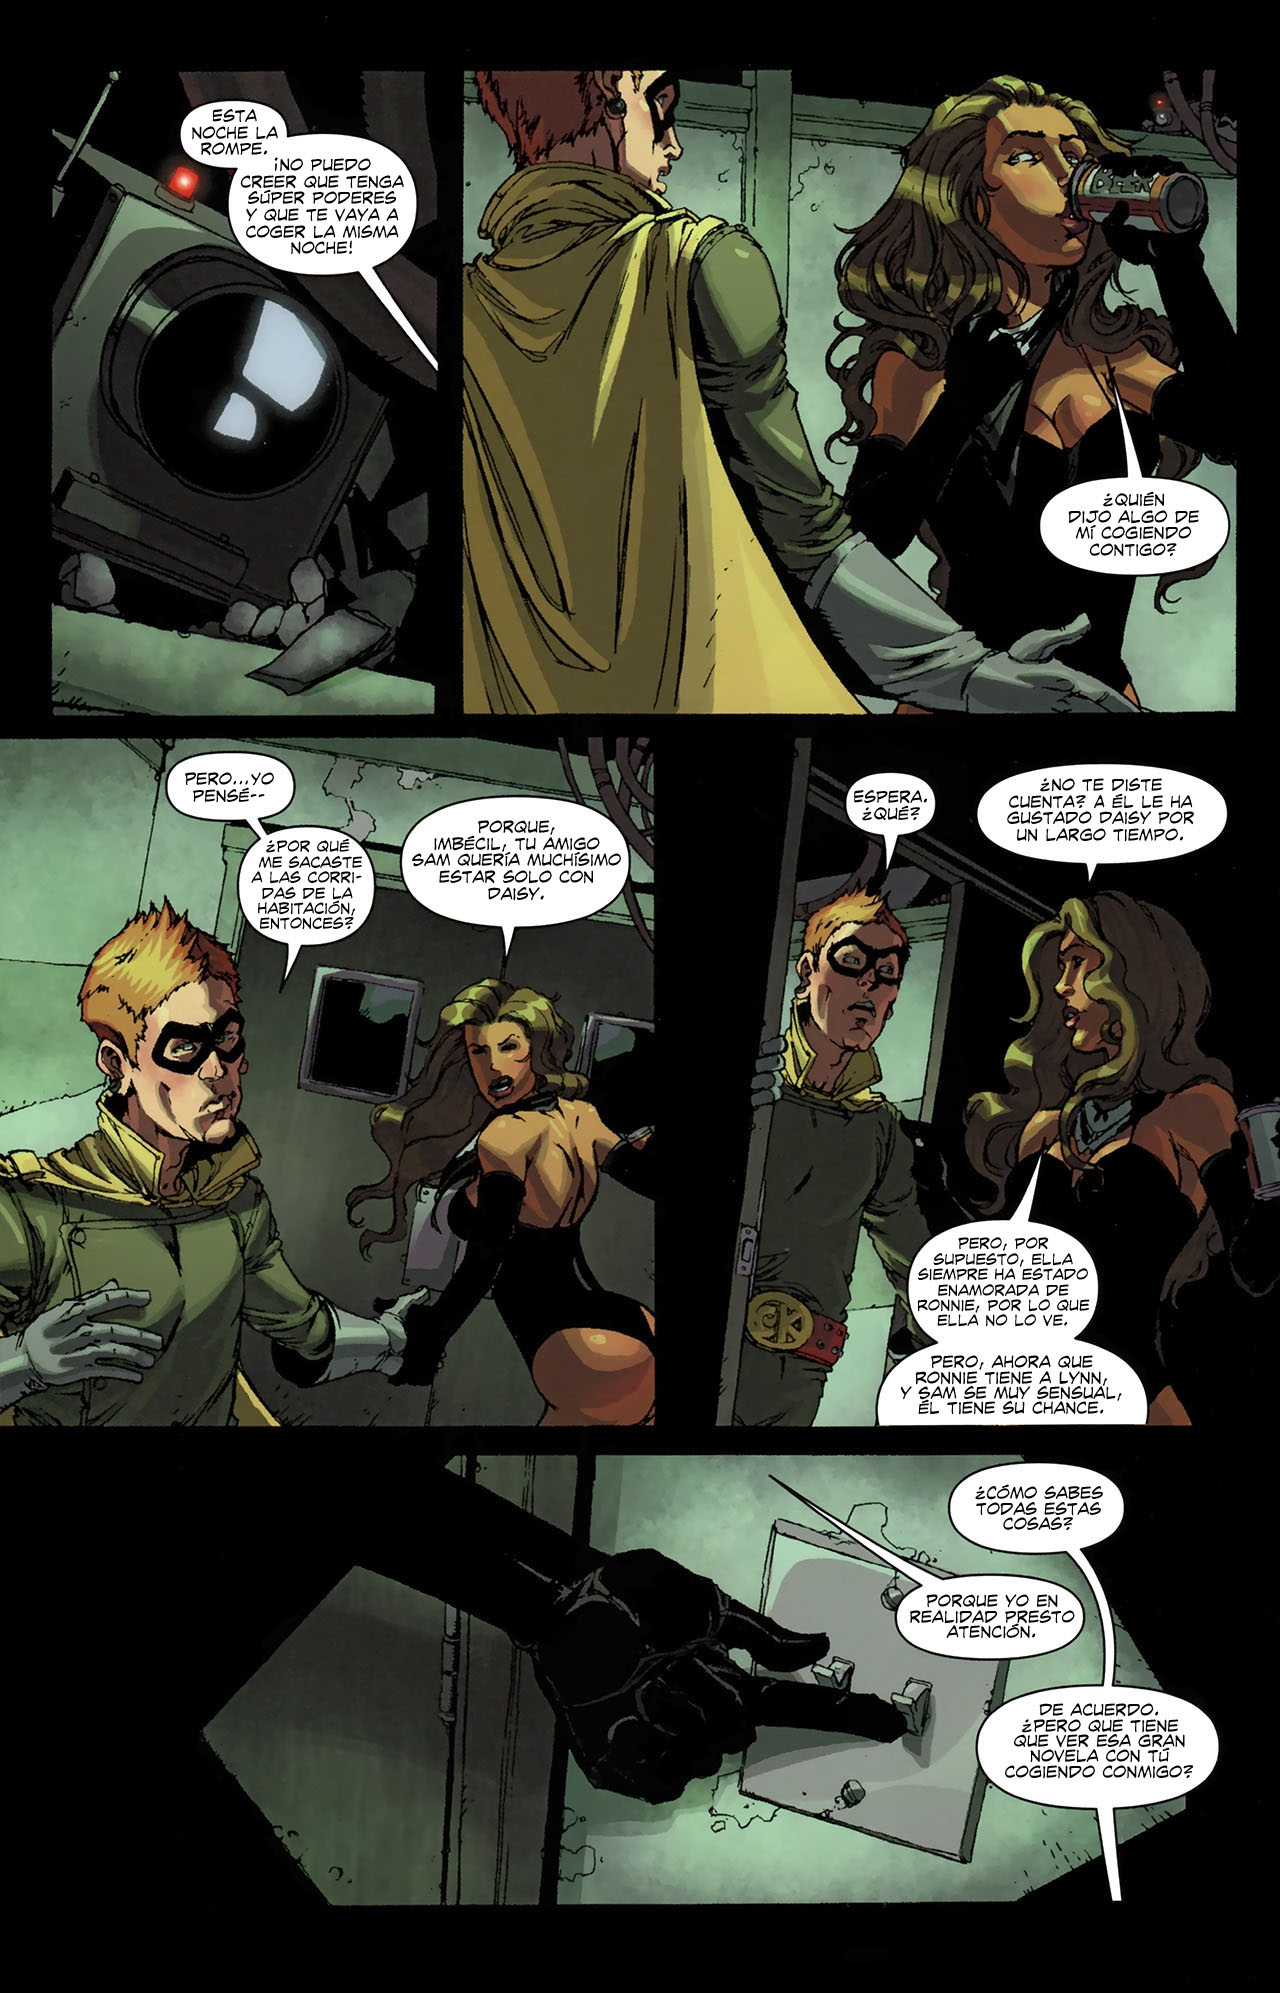 ESTA
NOCHE LA
ROMPE.
¡NO PUEDO
CREER QUE TENGA
SÚPER PODERES
Y QUE TE VAYA A
COGER LA MISMA
NOCHE!
¿QUIÉN
DIJO ALGO DE
MÍ COGIENDO
CONTIGO?
PERO...YO
PENSÉ--
¿POR QUÉ
ME SACASTE
A LAS CORRI-
DAS DE LA
HABITACIÓN,
ENTONCES?
PORQUE,
IMBÉCIL, TU AMIGO
SAM QUERÍA MUCHÍSIMO
ESTAR SOLO CON
DAISY.
ESPERA.
¿QUÉ?
¿NO TE DISTE
CUENTA? A ÉL LE HA
GUSTADO DAISY POR
UN LARGO TIEMPO.
PERO, POR
SUPUESTO, ELLA
SIEMPRE HA ESTADO
ENAMORADA DE
RONNIE, POR LO QUE
ELLA NO LO VE.
PERO, AHORA QUE
RONNIE TIENE A LYNN,
Y SAM SE MUY SENSUAL,
ÉL TIENE SU CHANCE.
¿CÓMO SABES
TODAS ESTAS
COSAS?
PORQUE YO EN
REALIDAD PRESTO
ATENCIÓN.
DE ACUERDO.
¿PERO QUE TIENE
QUE VER ESA GRAN
NOVELA CON TÚ
COGIENDO CONMIGO?